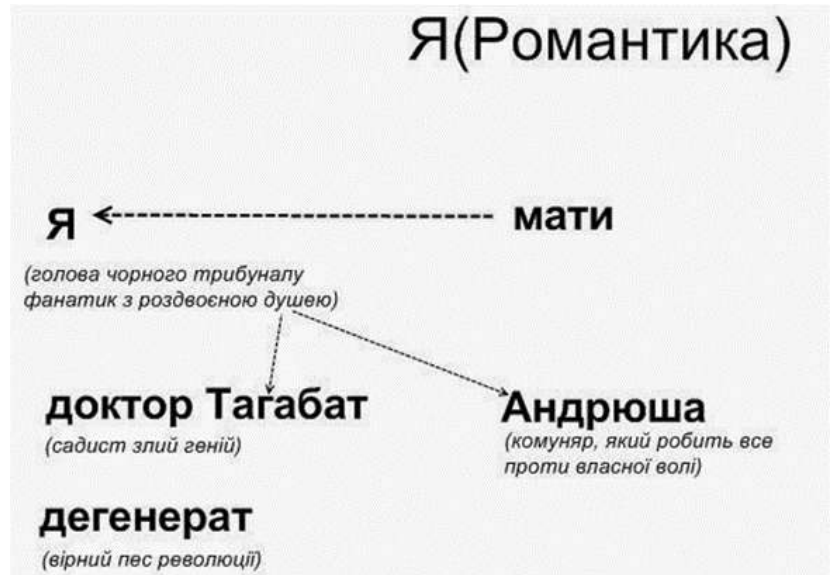 Я(Романтика)
Я
мати
(голова чорного трибуналу
фанатик з роздвоєною душею)
доктор Тагабат
(садист злий геній)
Андрюша
(комуняр, який робить все
проти власної волі)
дегенерат
(вірний пес революції)